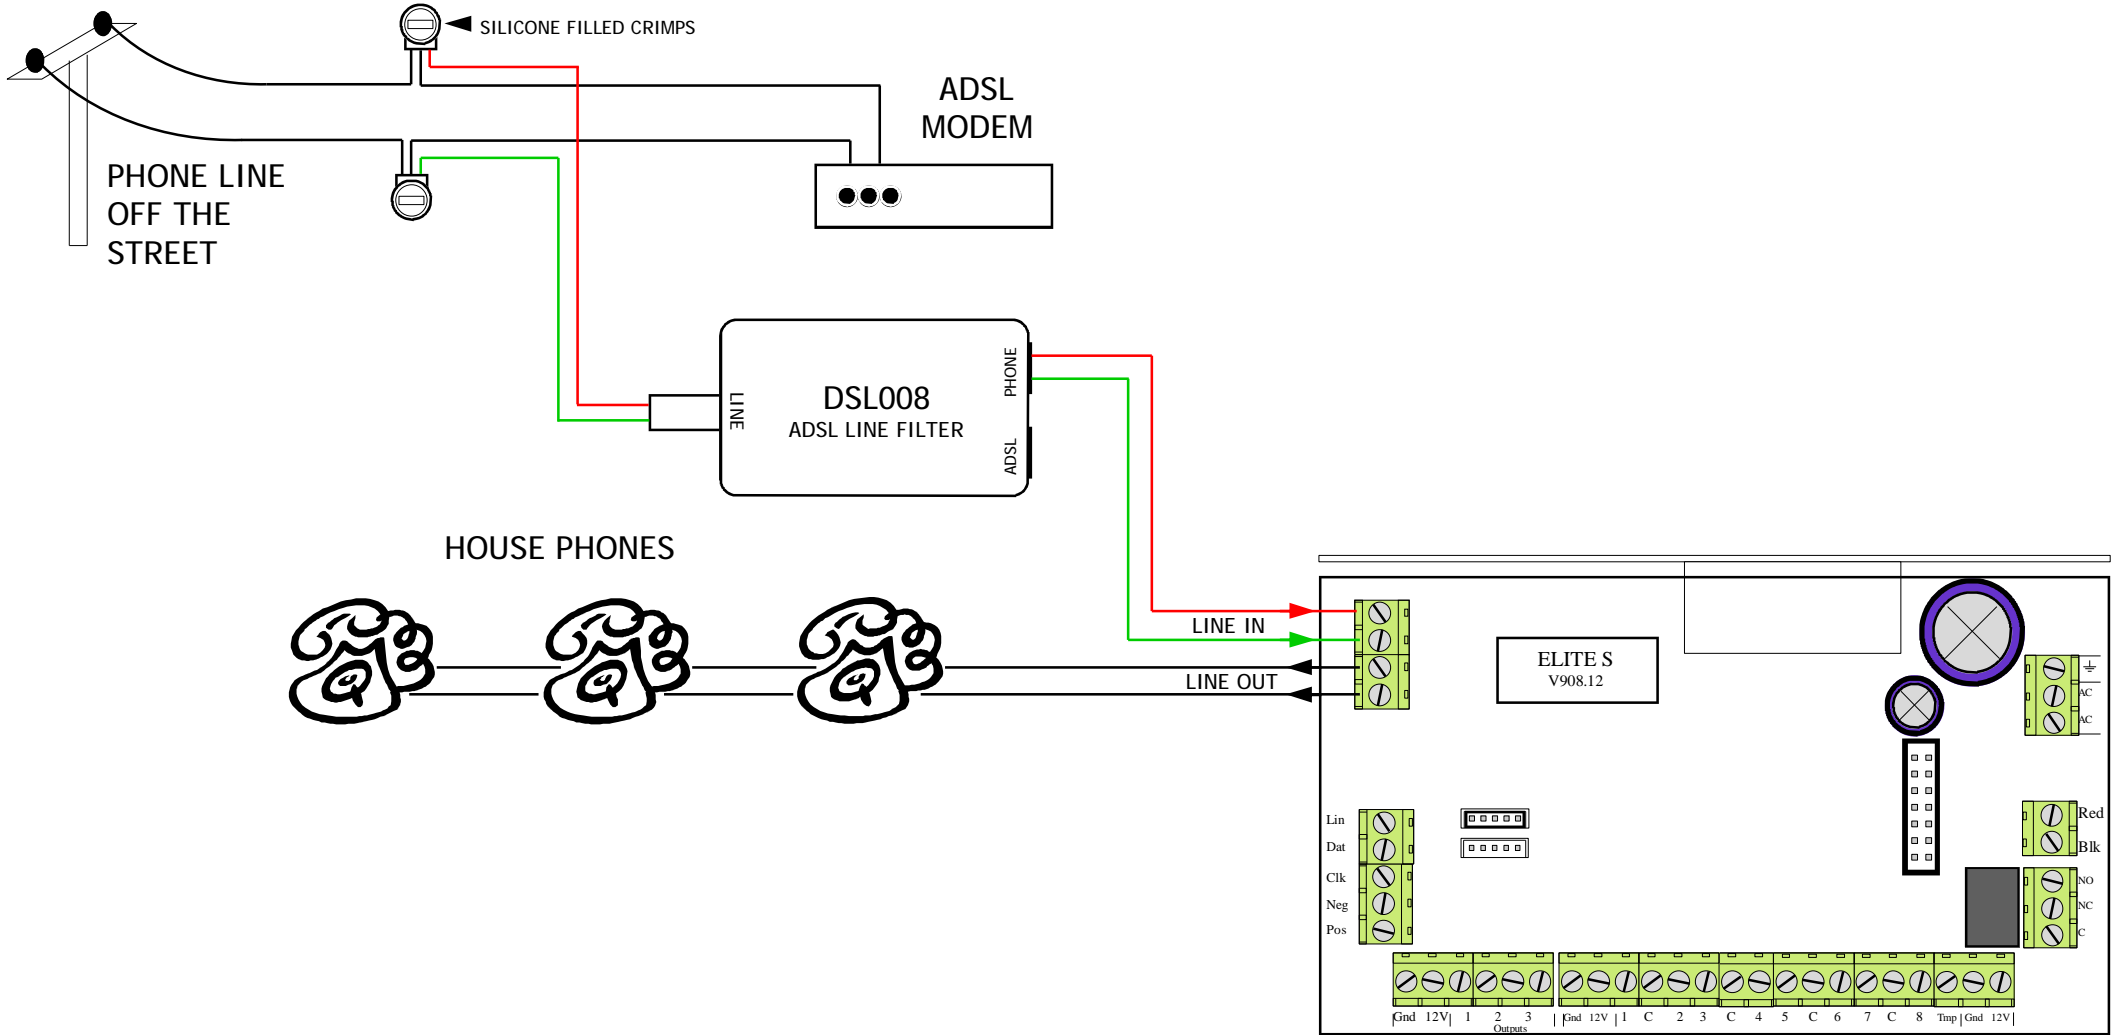 SILICONE FILLED CRIMPS
ADSL
MODEM
PHONE LINE
OFF THE
STREET
LINE
DSL008
ADSL LINE FILTER
PHONE
ADSL
HOUSE PHONES
LINE IN
LINE OUT
ELITE S
V908.12
AC
AC
Red
Blk
NO
NC
C
Lin
Dat
Clk
Neg
Pos
Gnd 12V 1 2 3 Gnd 12V 1 C 2 3 C 4 5 C 6 7 C 8 Tmp Gnd 12V
Outputs